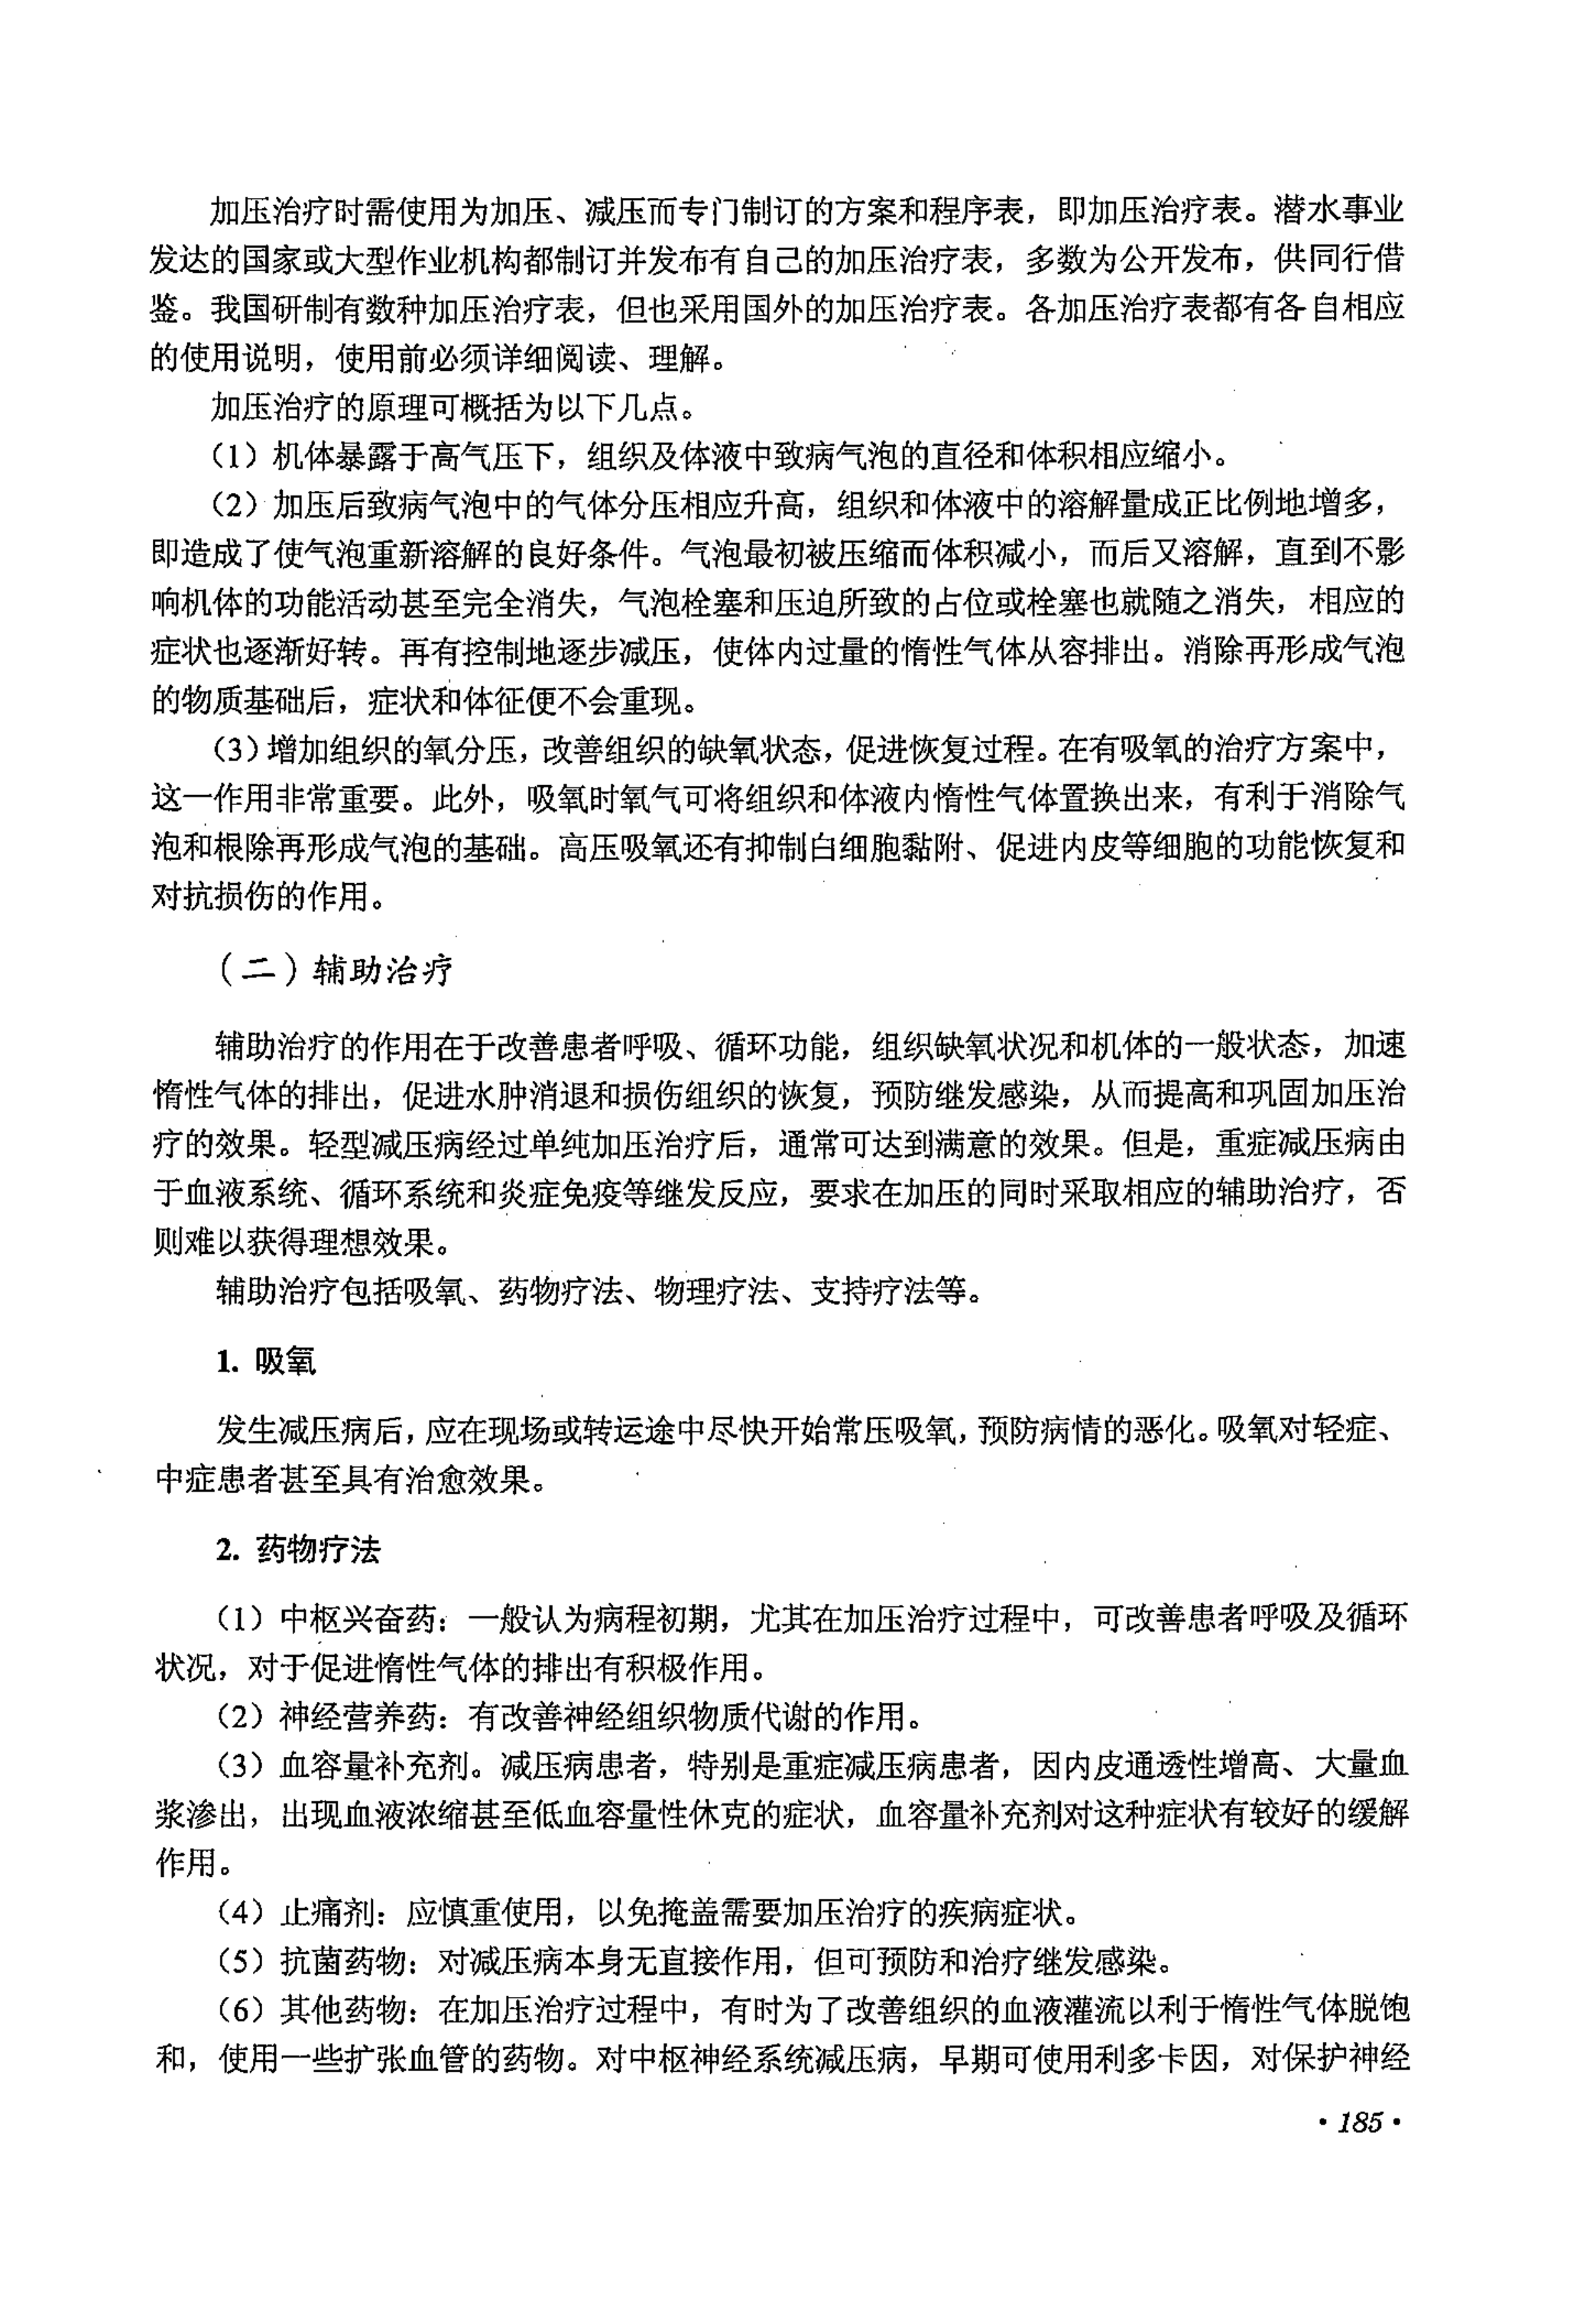 加压治疗时需使用为加压、减压而专门制订的方案和程序表，即加压治疗表。潜水事业
发达的国家或大型作业机构都制订并发布有自己的加压治疗表，多数为公开发布，供同行借
鉴。我国研制有数种加压治疗表，但也采用国外的加压治疗表。各加压治疗表都有各自相应
的使用说明，使用前必须详细阅读、理解。
加压治疗的原理可概括为以下几点。
（1）机体暴露于高气压下，组织及体液中致病气泡的直径和体积相应缩小。
（2）加压后致病气泡中的气体分压相应升高，组织和体液中的溶解量成正比例地增多，
即造成了使气泡重新溶解的良好条件。气泡最初被压缩而体积减小，而后又溶解，直到不影
响机体的功能活动甚至完全消失，气泡栓塞和压迫所致的占位或栓塞也就随之消失，相应的
症状也逐渐好转。再有控制地逐步减压，使体内过量的惰性气体从容排出。消除再形成气泡
的物质基础后，症状和体征便不会重现。
（3）增加组织的氧分压，改善组织的缺氧状态，促进恢复过程。在有吸氧的治疗方案中，
这一作用非常重要。此外，吸氧时氧气可将组织和体液内惰性气体置换出来，有利于消除气
泡和根除再形成气泡的基础。高压吸氧还有抑制白细胞黏附、促进内皮等细胞的功能恢复和
对抗损伤的作用。
（二）辅助治疗
辅助治疗的作用在于改善患者呼吸、循环功能，组织缺氧状况和机体的一般状态，加速
惰性气体的排出，促进水肿消退和损伤组织的恢复，预防继发感染，从而提高和巩固加压治
疗的效果。轻型减压病经过单纯加压治疗后，通常可达到满意的效果。但是，重症减压病由
于血液系统、循环系统和炎症免疫等继发反应，要求在加压的同时采取相应的辅助治疗，否
则难以获得理想效果。
辅助治疗包括吸氧、药物疗法、物理疗法、支持疗法等。
1. 吸氧
发生减压病后，应在现场或转运途中尽快开始常压吸氧，预防病情的恶化。吸氧对轻症、
中症患者甚至具有治愈效果。
2. 药物疗法
（1）中枢兴奋药：一般认为病程初期，尤其在加压治疗过程中，可改善患者呼吸及循环
状况，对于促进惰性气体的排出有积极作用。
（2）神经营养药：有改善神经组织物质代谢的作用。
（3）血容量补充剂。减压病患者，特别是重症减压病患者，因内皮通透性增高、大量血
浆渗出，出现血液浓缩甚至低血容量性休克的症状，血容量补充剂对这种症状有较好的缓解
作用。
（4）止痛剂：应慎重使用，以免掩盖需要加压治疗的疾病症状。
（5）抗菌药物：对减压病本身无直接作用，但可预防和治疗继发感染。
（6）其他药物：在加压治疗过程中，有时为了改善组织的血液灌流以利于惰性气体脱饱
和，使用一些扩张血管的药物。对中枢神经系统减压病，早期可使用利多卡因，对保护神经
·185·